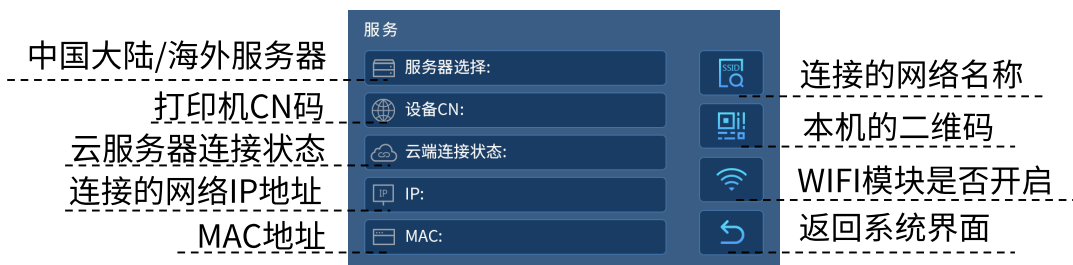 服务
中国大陆/海外服务器
服务器选择:
SSID
连接的网络名称
打印机CN码
设备CN:
本机的二维码
云服务器连接状态
云端连接状态:
WIFI模块是否开启
连接的网络IP地址
IP
IP:
返回系统界面
MAC地址
MAC: